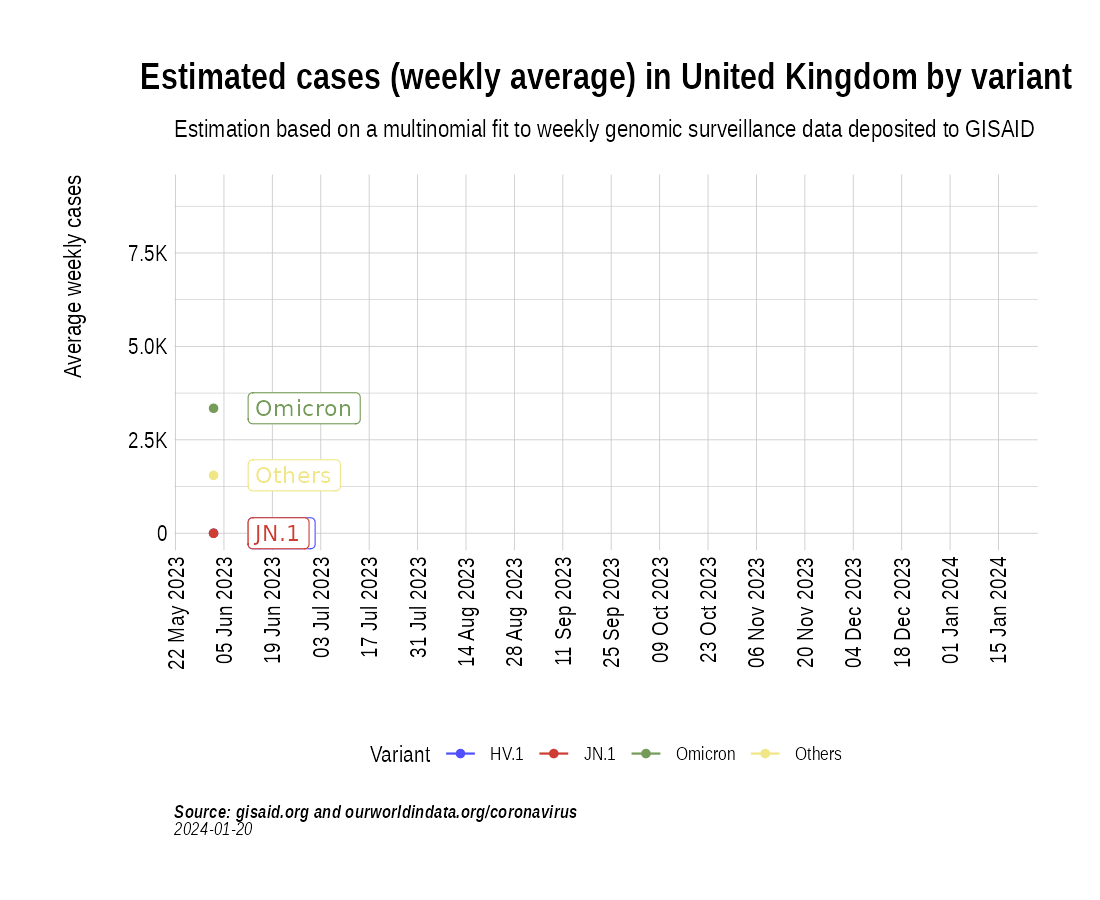 Estimated cases (weekly average) in United Kingdom by variant
Estimation based on a multinomial fit to weekly genomic surveillance data deposited to GISAID
Average weekly cases
7.5K
5.0K
2.5K
0
Omicron
Others
JN.1
22 May 2023
05 Jun 2023
19 Jun 2023
03 Jul 2023
17 Jul 2023
31 Jul 2023
14 Aug 2023
28 Aug 2023
11 Sep 2023
25 Sep 2023
09 Oct 2023
23 Oct 2023
06 Nov 2023
20 Nov 2023
04 Dec 2023
18 Dec 2023
01 Jan 2024
15 Jan 2024
Variant HV.1 JN.1 Omicron Others
Source: gisaid.org and ourworldindata.org/coronavirus
2024-01-20